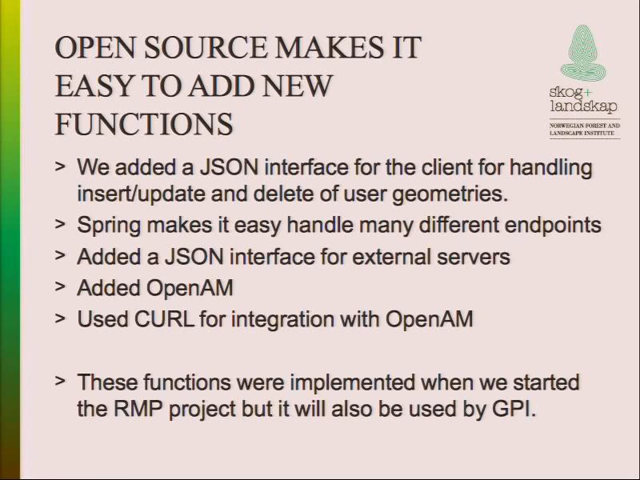 OPEN SOURCE MAKES IT
EASY TO ADD NEW
FUNCTIONS
skog+
landskap
NORWEGIAN FOREST AND
LANDSCAPE INSTITUTE
> We added a JSON interface for the client for handling
insert/update and delete of user geometries.
> Spring makes it easy handle many different endpoints
> Added a JSON interface for external servers
> Added OpenAM
> Used CURL for integration with OpenAM
> These functions were implemented when we started
the RMP project but it will also be used by GPI.